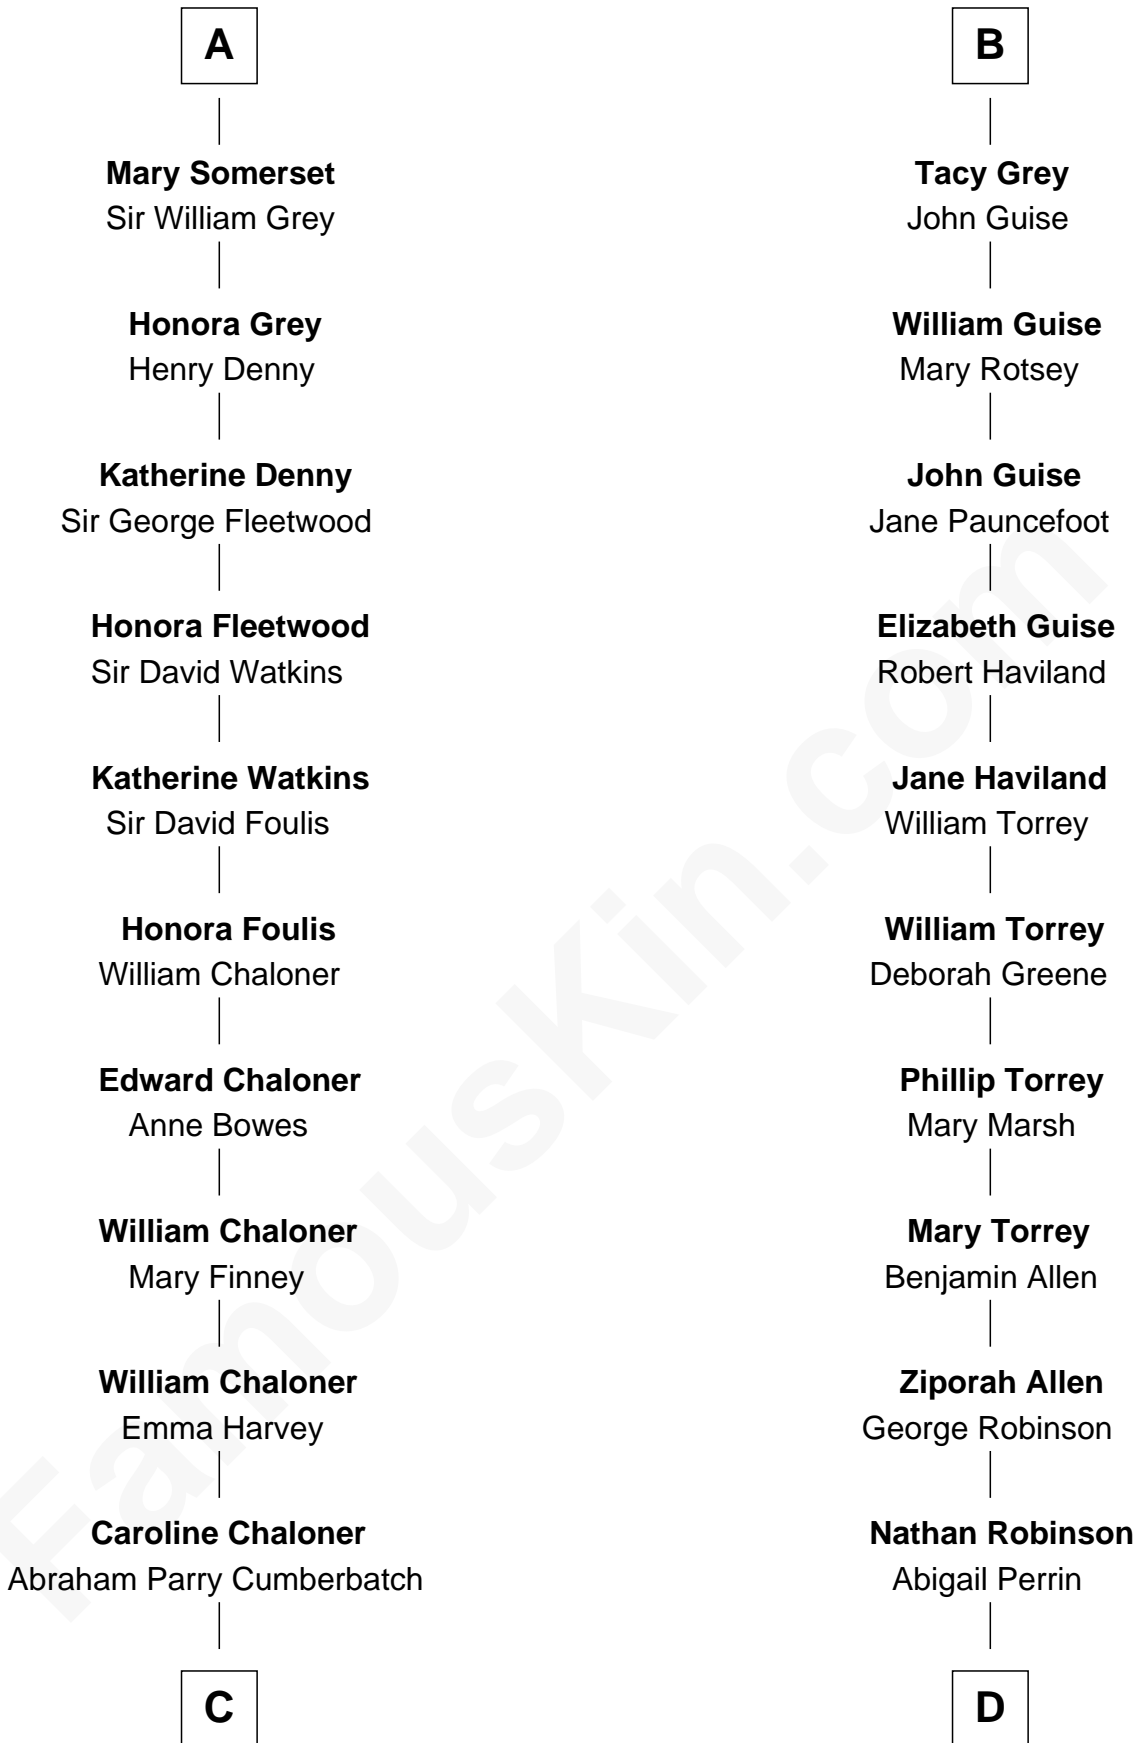 A
Mary Somerset
Sir William Grey
Honora Grey
Henry Denny
Katherine Denny
Sir George Fleetwood
Honora Fleetwood
Sir David Watkins
Katherine Watkins
Sir David Foulis
Honora Foulis
William Chaloner
Edward Chaloner
Anne Bowes
William Chaloner
Mary Finney
William Chaloner
Emma Harvey
Caroline Chaloner
Abraham Parry Cumberbatch
C
B
Tacy Grey
John Guise
William Guise
Mary Rotsey
John Guise
Jane Pauncefoot
Elizabeth Guise
Robert Haviland
Jane Haviland
William Torrey
William Torrey
Deborah Greene
Phillip Torrey
Mary Marsh
Mary Torrey
Benjamin Allen
Ziporah Allen
George Robinson
Nathan Robinson
Abigail Perrin
D
FamousKin.com